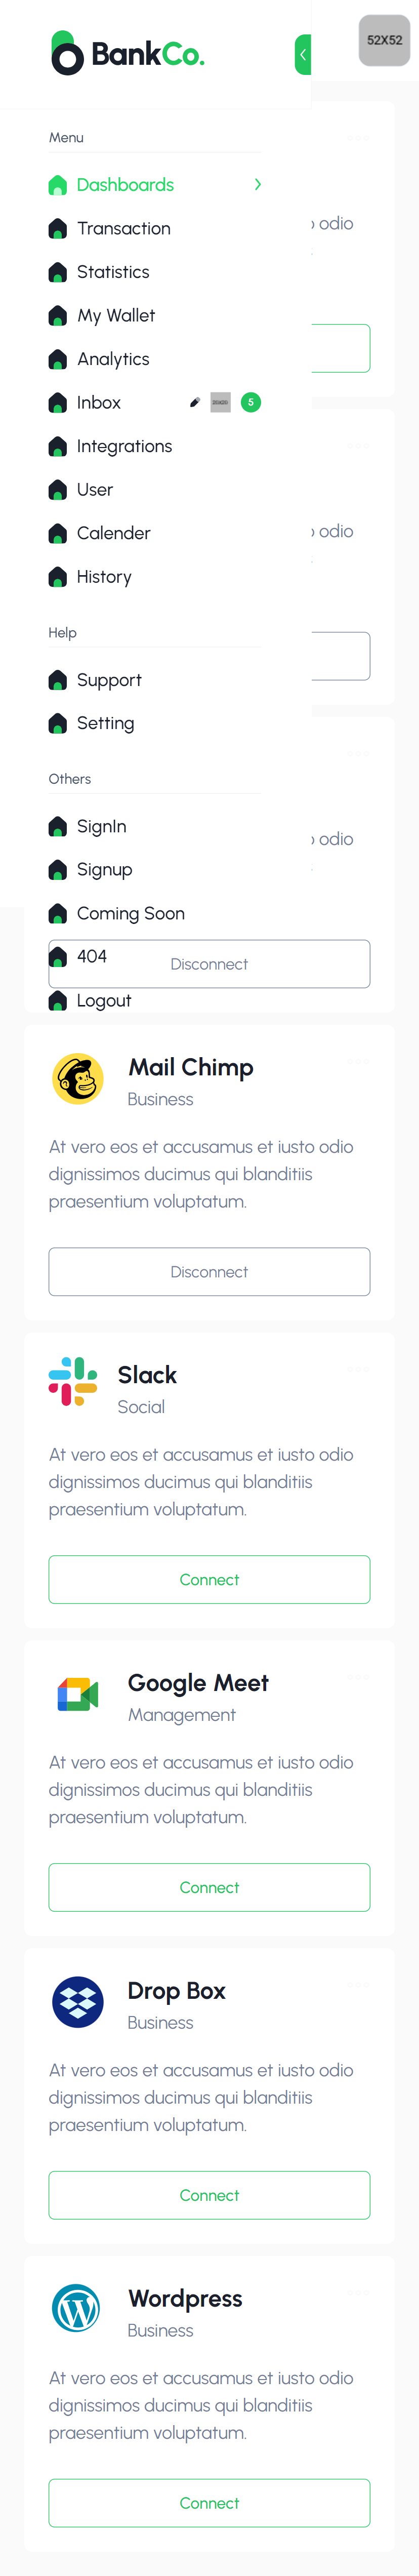 BankCo.
52X52
Menu
Dashboards
Transaction
odio
Statistics
My Wallet
Analytics
Inbox 5
Integrations
User
odio
Calender
History
Help
Support
Setting
Others
SignIn
odio
Signup
Coming Soon
404
Disconnect
Logout
Mail Chimp
Business
At vero eos et accusamus et iusto odio
dignissimos ducimus qui blanditiis
praesentium voluptatum.
Disconnect
Slack
Social
At vero eos et accusamus et iusto odio
dignissimos ducimus qui blanditiis
praesentium voluptatum.
Connect
Google Meet
Management
At vero eos et accusamus et iusto odio
dignissimos ducimus qui blanditiis
praesentium voluptatum.
Connect
Drop Box
Business
At vero eos et accusamus et iusto odio
dignissimos ducimus qui blanditiis
praesentium voluptatum.
Connect
Wordpress
Business
At vero eos et accusamus et iusto odio
dignissimos ducimus qui blanditiis
praesentium voluptatum.
Connect